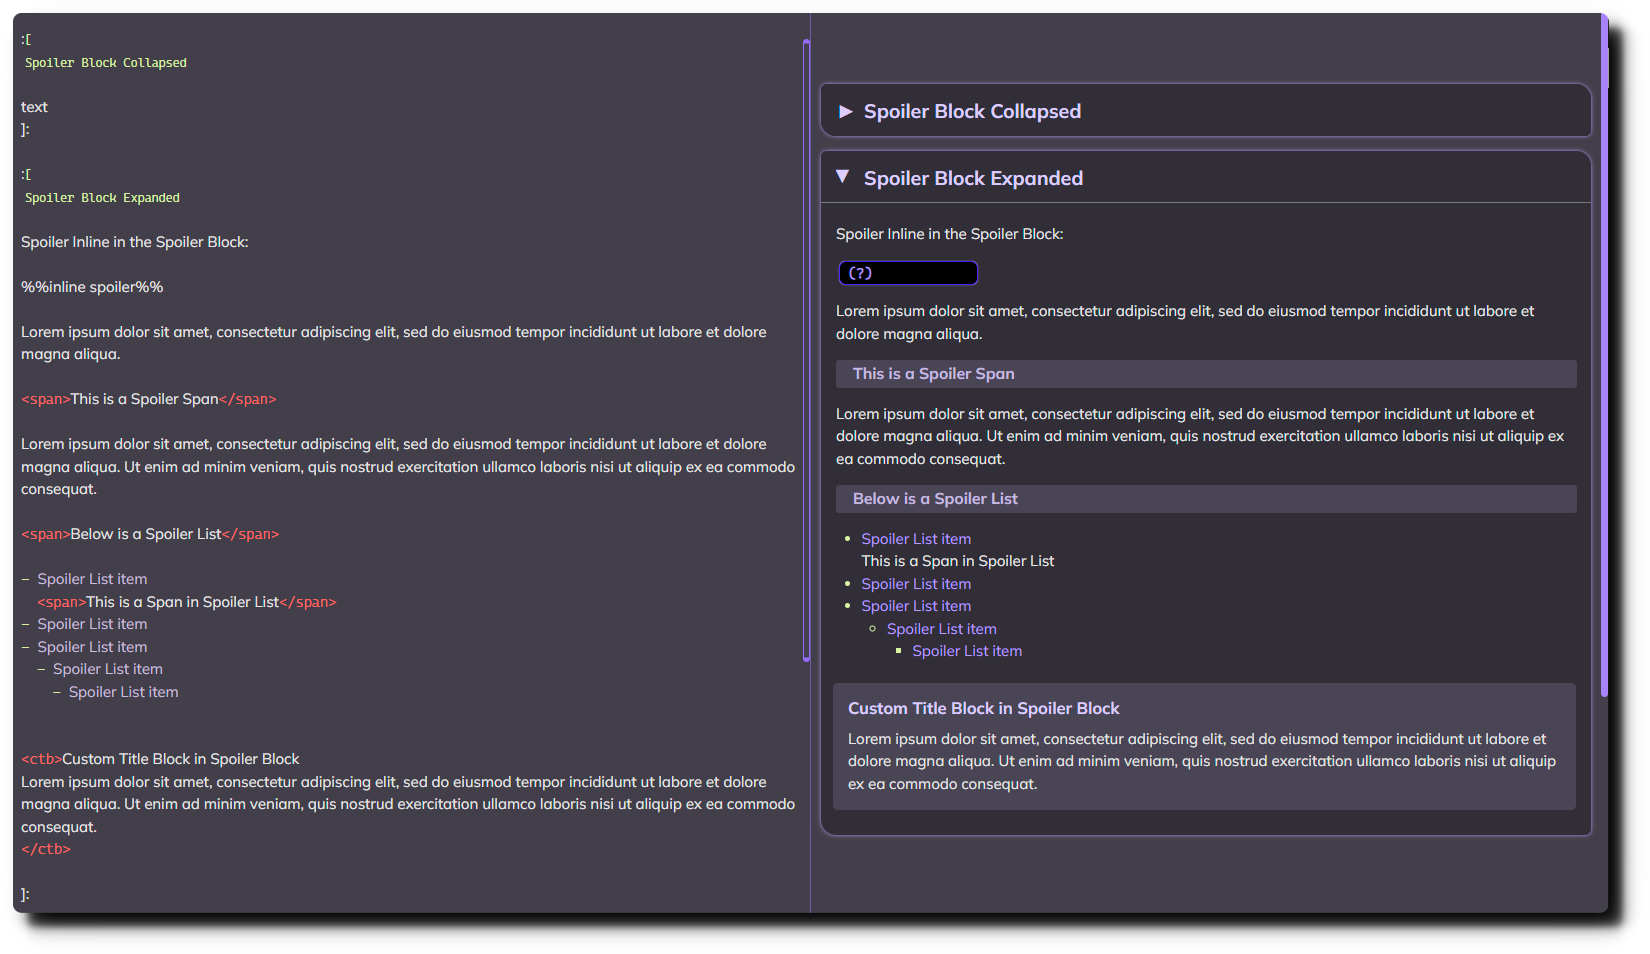 :[
Spoiler Block Collapsed
text
]:
:[
Spoiler Block Expanded
Spoiler Inline in the Spoiler Block:
%%inline spoiler%%
Lorem ipsum dolor sit amet, consectetur adipiscing elit, sed do eiusmod tempor incididunt ut labore et dolore
magna aliqua.
<span>This is a Spoiler Span</span>
Lorem ipsum dolor sit amet, consectetur adipiscing elit, sed do eiusmod tempor incididunt ut labore et dolore
magna aliqua. Ut enim ad minim veniam, quis nostrud exercitation ullamco laboris nisi ut aliquip ex ea commodo
consequat.
<span>Below is a Spoiler List</span>
– Spoiler List item
<span>This is a Span in Spoiler List</span>
– Spoiler List item
– Spoiler List item
– Spoiler List item
– Spoiler List item
<ctb>Custom Title Block in Spoiler Block
Lorem ipsum dolor sit amet, consectetur adipiscing elit, sed do eiusmod tempor incididunt ut labore et dolore
magna aliqua. Ut enim ad minim veniam, quis nostrud exercitation ullamco laboris nisi ut aliquip ex ea commodo
consequat.
</ctb>
]:
Spoiler Block Collapsed
Spoiler Block Expanded
Spoiler Inline in the Spoiler Block:
(?)
Lorem ipsum dolor sit amet, consectetur adipiscing elit, sed do eiusmod tempor incididunt ut labore et
dolore magna aliqua.
This is a Spoiler Span
Lorem ipsum dolor sit amet, consectetur adipiscing elit, sed do eiusmod tempor incididunt ut labore et
dolore magna aliqua. Ut enim ad minim veniam, quis nostrud exercitation ullamco laboris nisi ut aliquip ex
ea commodo consequat.
Below is a Spoiler List
Spoiler List item
This is a Span in Spoiler List
Spoiler List item
Spoiler List item
Spoiler List item
Spoiler List item
Custom Title Block in Spoiler Block
Lorem ipsum dolor sit amet, consectetur adipiscing elit, sed do eiusmod tempor incididunt ut labore et
dolore magna aliqua. Ut enim ad minim veniam, quis nostrud exercitation ullamco laboris nisi ut aliquip
ex ea commodo consequat.